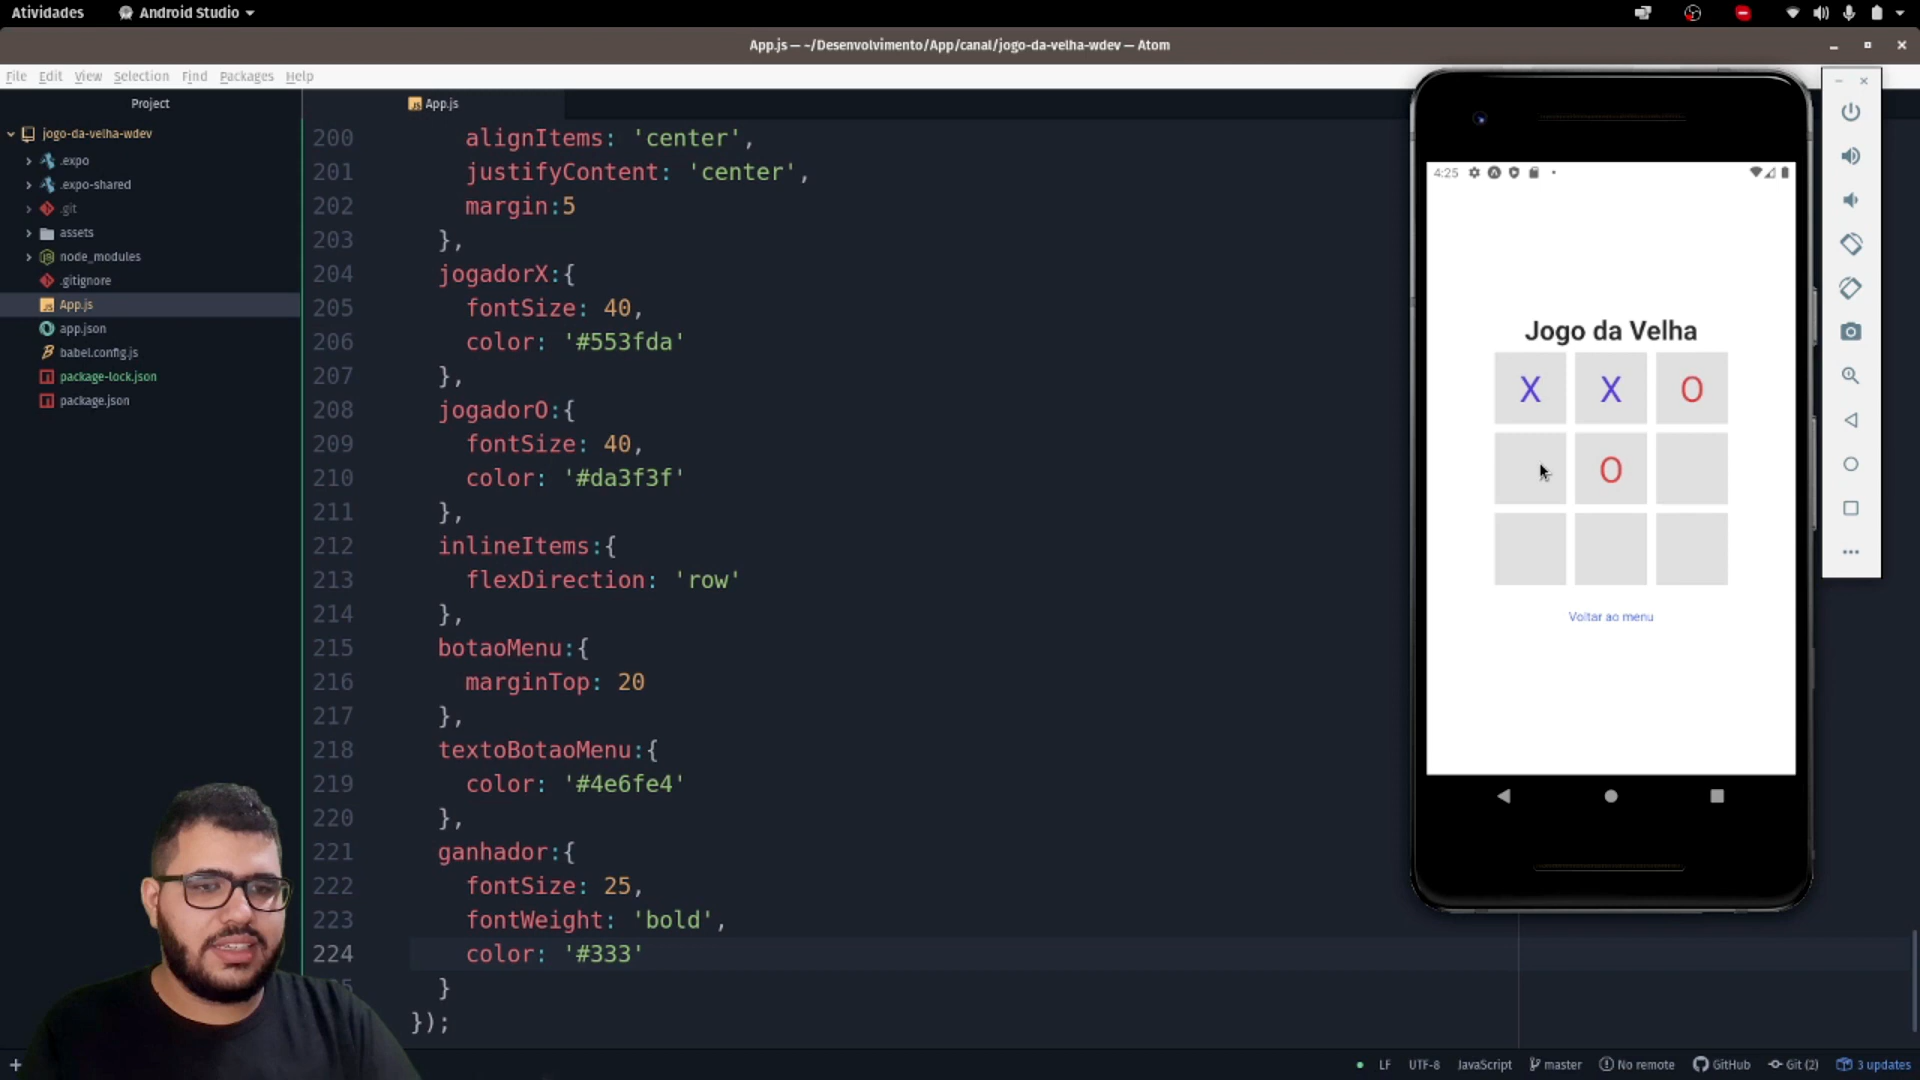 Atividades
Android Studio
App.js — ~/Desenvolvimento/App/canal/jogo-da-velha-wdev — Atom
File Edit View Selection Find Packages Help
Project
jogo-da-velha-wdev
.expo
.expo-shared
.git
assets
node_modules
.gitignore
App.js
app.json
babel.config.js
package-lock.json
package.json
App.js
200 alignItems: 'center',
201 justifyContent: 'center',
202 margin:5
203 },
204 jogadorX:{
205 fontSize: 40,
206 color: '#553fda'
207 },
208 jogadorO:{
209 fontSize: 40,
210 color: '#da3f3f'
211 },
212 inlineItems:{
213 flexDirection: 'row'
214 },
215 botaoMenu:{
216 marginTop: 20
217 },
218 textoBotaoMenu:{
219 color: '#4e6fe4'
220 },
221 ganhador:{
222 fontSize: 25,
223 fontWeight: 'bold',
224 color: '#333'
}
});
4:25
Jogo da Velha
X X O
O
Voltar ao menu
LF UTF-8 JavaScript master No remote GitHub Git (2) 3 updates